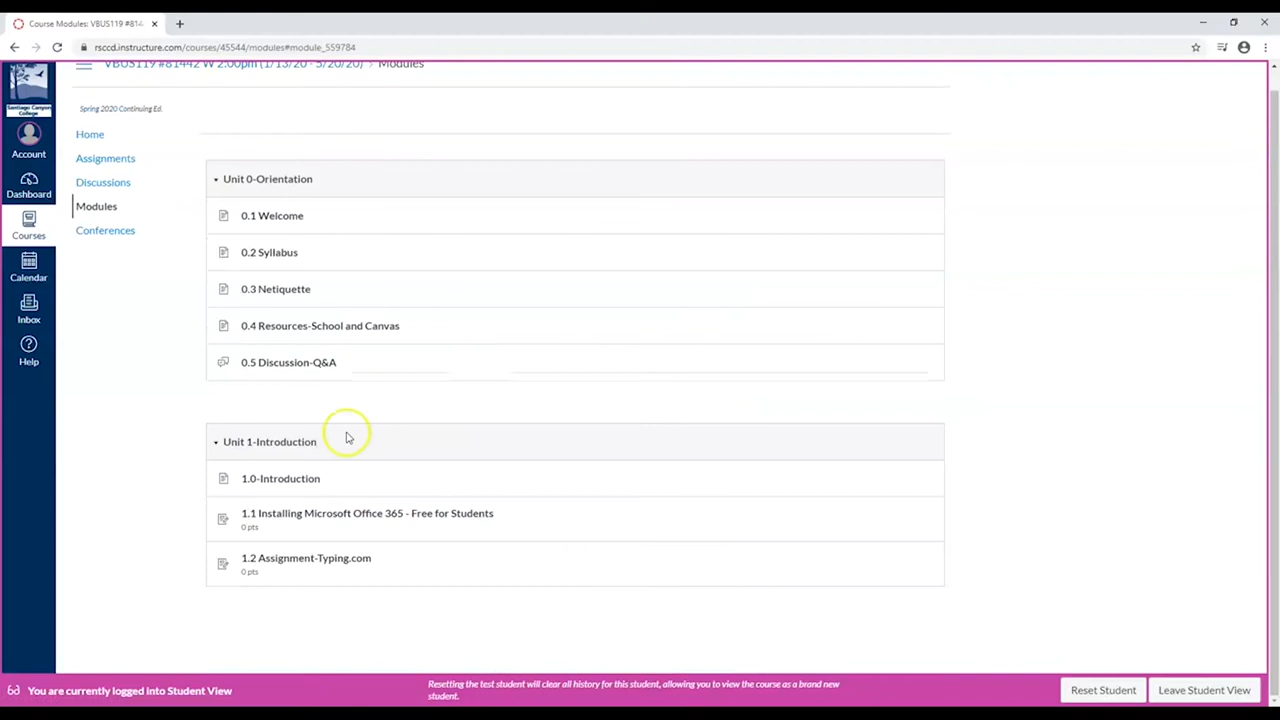 Course Modules: VBUS119 #814
rsccd.instructure.com/courses/45544/modules#module_559784
VBUS119 #81442 W 2:00pm (1/13/20 - 5/20/20) › Modules
Santiago Canyon
College
Account
Dashboard
Courses
Calendar
Inbox
Help
Spring 2020 Continuing Ed.
Home
Assignments
Discussions
Modules
Conferences
Unit 0-Orientation
0.1 Welcome
0.2 Syllabus
0.3 Netiquette
0.4 Resources-School and Canvas
0.5 Discussion-Q&A
Unit 1-Introduction
1.0-Introduction
1.1 Installing Microsoft Office 365 - Free for Students
0 pts
1.2 Assignment-Typing.com
0 pts
You are currently logged into Student View
Resetting the test student will clear all history for this student, allowing you to view the course as a brand new
student.
Reset Student
Leave Student View